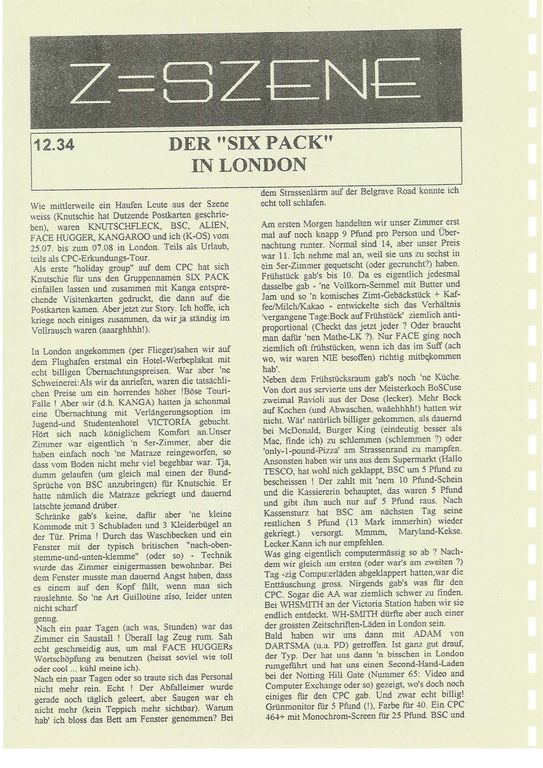 Z=SZENE
12.34
DER "SIX PACK"
IN LONDON
Wie mittlerweile ein Haufen Leute aus der Szene
weiss (Knutschie hat Dutzende Postkarten geschrie-
ben), waren KNUTSCHFLECK, BSC, ALIEN,
FACE HUGGER, KANGAROO und ich (K-OS) vom
25.07. bis zum 07.08 in London. Teils als Urlaub,
teils als CPC-Erkundungs-Tour.
Als erste "holiday group" auf dem CPC hat sich
Knutschie für uns den Gruppennamen SIX PACK
einfallen lassen und zusammen mit Kanga entspre-
chende Visitenkarten gedruckt, die dann auf die
Postkarten kamen. Aber jetzt zur Story. Ich hoffe, ich
kriege noch einiges zusammen, da wir ja ständig im
Vollrausch waren (aaarghhhh!).
In London angekommen (per Flieger)sahen wir auf
dem Flughafen erstmal ein Hotel-Werbeplakat mit
echt billigen Übernachtungspreisen. War aber 'ne
Schweinerei:Als wir da anriefen, waren die tatsächli-
chen Preise um ein horrendes höher !Böse Touri-
Falle ! Aber wir (d.h. KANGA) hatten ja schonmal
eine Übernachtung mit Verlängerungsoption im
Jugend-und Studentenhotel VICTORIA gebucht.
Hört sich nach königlichem Komfort an.Unser
Zimmer war eigentlich 'n 5er-Zimmer, aber die
haben einfach noch 'ne Matraze reingeworfen, so
dass vom Boden nicht mehr viel begehbar war. Tja,
dumm gelaufen (um gleich mal einen der Bund-
Sprüche von BSC anzubringen) für Knutschie. Er
hatte nämlich die Matraze gekriegt und dauernd
latschte jemand drüber.
Schränke gab's keine, dafür aber 'ne kleine
Kommode mit 3 Schubladen und 3 Kleiderbügel an
der Tür. Prima ! Durch das Waschbecken und ein
Fenster mit der typisch britischen "nach-oben-
stemme-und-unten-klemme" (oder so) - Technik
wurde das Zimmer einigermassen bewohnbar. Bei
dem Fenster musste man dauernd Angst haben, dass
es einem auf den Kopf fällt, wenn man sich
rauslehnte. So 'ne Art Guillotine also, leider unten
nicht scharf
genug.
Nach ein paar Tagen (ach was, Stunden) war das
Zimmer ein Saustall ! Überall lag Zeug rum. Sah
echt geschmeidig aus, um mal FACE HUGGERs
Wortschöpfung zu benutzen (heisst soviel wie toll
oder cool ... kühl meine ich).
Nach ein paar Tagen oder so traute sich das Personal
nicht mehr rein. Echt ! Der Abfalleimer wurde
gerade noch täglich geleert, aber Saugen war eh
nicht mehr (kein Teppich mehr sichtbar). Warum
hab' ich bloss das Bett am Fenster genommen? Bei
dem Strassenlärm auf der Belgrave Road konnte ich
echt toll schlafen.
Am ersten Morgen handelten wir unser Zimmer erst
mal auf noch knapp 9 Pfund pro Person und Über-
nachtung runter. Normal sind 14, aber unser Preis
war 11. Ich nehme mal an, weil sie uns zu sechst in
ein 5er-Zimmer gequetscht (oder gecruncht?) haben.
Frühstück gab's bis 10. Da es eigentlich jedesmal
dasselbe gab - 'ne Vollkorn-Semmel mit Butter und
Jam und so 'n komisches Zimt-Gebäckstück + Kaf-
fee/Milch/Kakao - entwickelte sich das Verhältnis
'vergangene Tage:Bock auf Frühstück' ziemlich anti-
proportional (Checkt das jetzt jeder ? Oder braucht
man dafür 'nen Mathe-LK ?). Nur FACE ging noch
ziemlich oft frühstücken, wenn ich das im Suff (ach
wo, wir waren NIE besoffen) richtig mitbekommen
hab'.
Neben dem Frühstücksraum gab's noch 'ne Küche.
Von dort aus servierte uns der Meisterkoch BoSCuse
zweimal Ravioli aus der Dose (lecker). Mehr Bock
auf Kochen (und Abwaschen, waäehhhh!) hatten wir
nicht. Wär' natürlich billiger gekommen, als dauernd
bei McDonald, Burger King (eindeutig besser als
Mac, finde ich) zu schlemmen (schlemmen ?) oder
'only-1-pound-Pizza' am Strassenrand zu mampfen.
Ansonsten haben wir uns aus dem Supermarkt (Hallo
TESCO, hat wohl nich geklappt, BSC um 5 Pfund zu
bescheissen ! Der zahlt mit 'nem 10 Pfund-Schein
und die Kassiererin behauptet, das waren 5 Pfund
und gibt ihm auch nur auf 5 Pfund raus. Nach
Kassensturz hat BSC am nächsten Tag seine
restlichen 5 Pfund (13 Mark immerhin) wieder
gekriegt.) versorgt. Mmmm, Maryland-Kekse.
Lecker.Kann ich nur empfehlen.
Was ging eigentlich computermässig so ab ? Nach-
dem wir gleich am ersten (oder war's am zweiten ?)
Tag -zig Computerläden abgeklappert hatten,war die
Enttäuschung gross. Nirgends gab's was für den
CPC. Sogar die AA war ziemlich schwer zu finden.
Bei WHSMITH an der Victoria Station haben wir sie
endlich entdeckt. WH-SMITH dürfte aber auch einer
der grossten Zeitschriften-Läden in London sein.
Bald haben wir uns dann mit ADAM von
DARTSMA (u.a. PD) getroffen. Ist ganz gut drauf,
der Typ. Der hat uns dann 'n bisschen in London
rumgeführt und hat uns einen Second-Hand-Laden
bei der Notting Hill Gate (Nummer 65: Video and
Computer Exchange oder so) gezeigt, wo's doch noch
einiges für den CPC gab. Und zwar echt billig!
Grünmonitor für 5 Pfund (!), Farbe für 40. Ein CPC
464+ mit Monochrom-Screen für 25 Pfund. BSC und